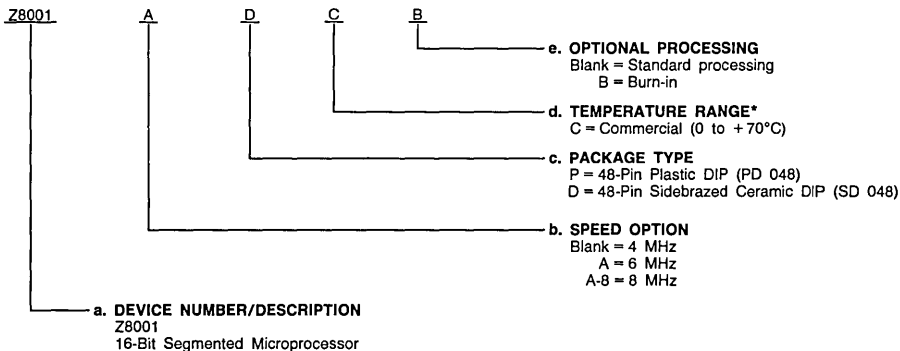 Z8001 A D C B
e. OPTIONAL PROCESSING
Blank = Standard processing
B = Burn-in
d. TEMPERATURE RANGE*
C = Commercial (0 to +70°C)
c. PACKAGE TYPE
P = 48-Pin Plastic DIP (PD 048)
D = 48-Pin Sidebrazed Ceramic DIP (SD 048)
b. SPEED OPTION
Blank = 4 MHz
A = 6 MHz
A-8 = 8 MHz
a. DEVICE NUMBER/DESCRIPTION
Z8001
16-Bit Segmented Microprocessor